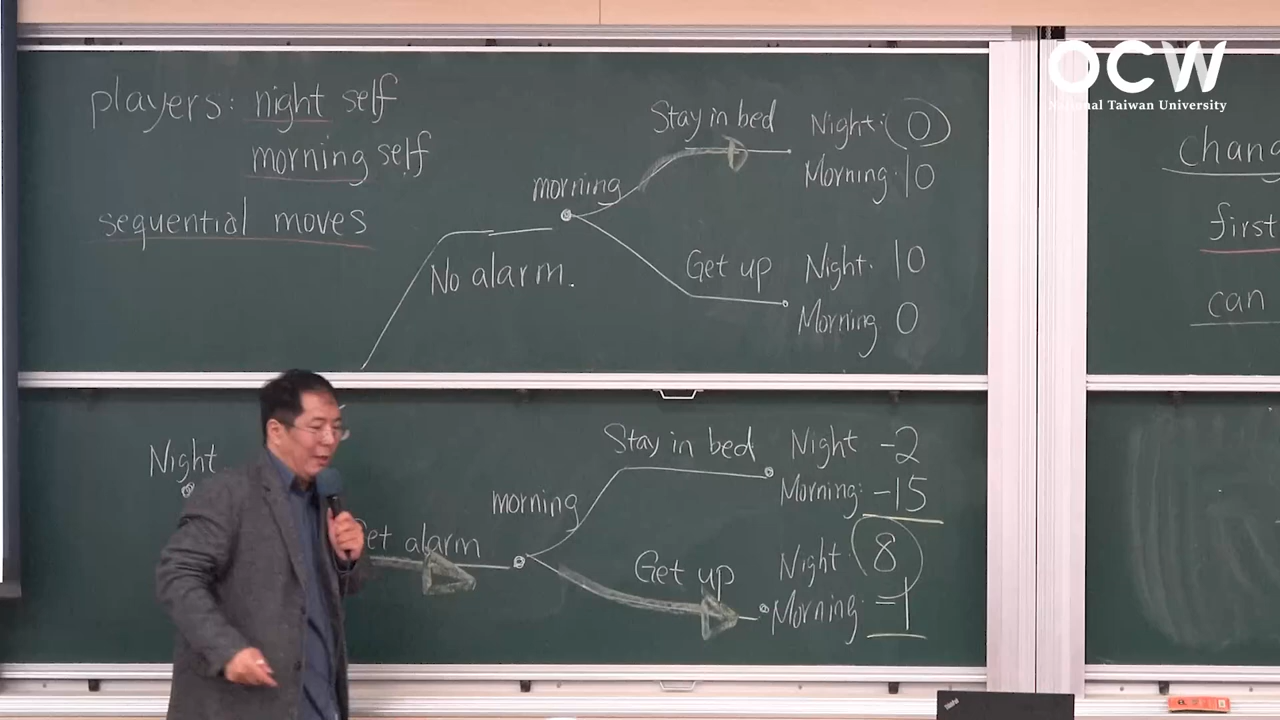 players: night self
morning self
sequential moves
No alarm.
morning
Stay in bed
Night: 0
Morning: 10
Get up
Night: 10
Morning 0
Night
et alarm
morning
Stay in bed
Night -2
Morning: -15
Get up
Night: 8
Morning: -1
OCW
National Taiwan University
chang
first
can